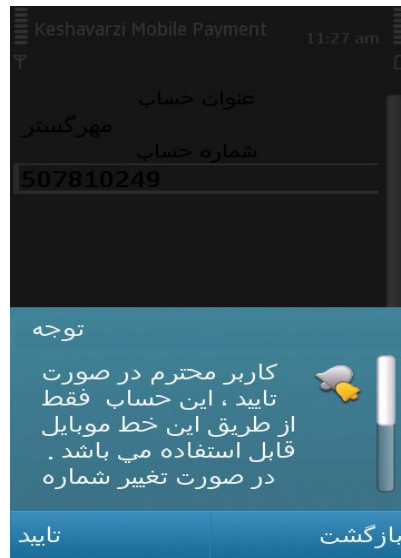 Keshavarzi Mobile Payment
11:27 am
عنوان حساب
مهرگستر
شماره حساب
507810249
توجه
کاربر محترم در صورت
تایید ، این حساب فقط
از طریق این خط موبایل
قابل استفاده مي باشد .
در صورت تغییر شماره
تایید
بازگشت